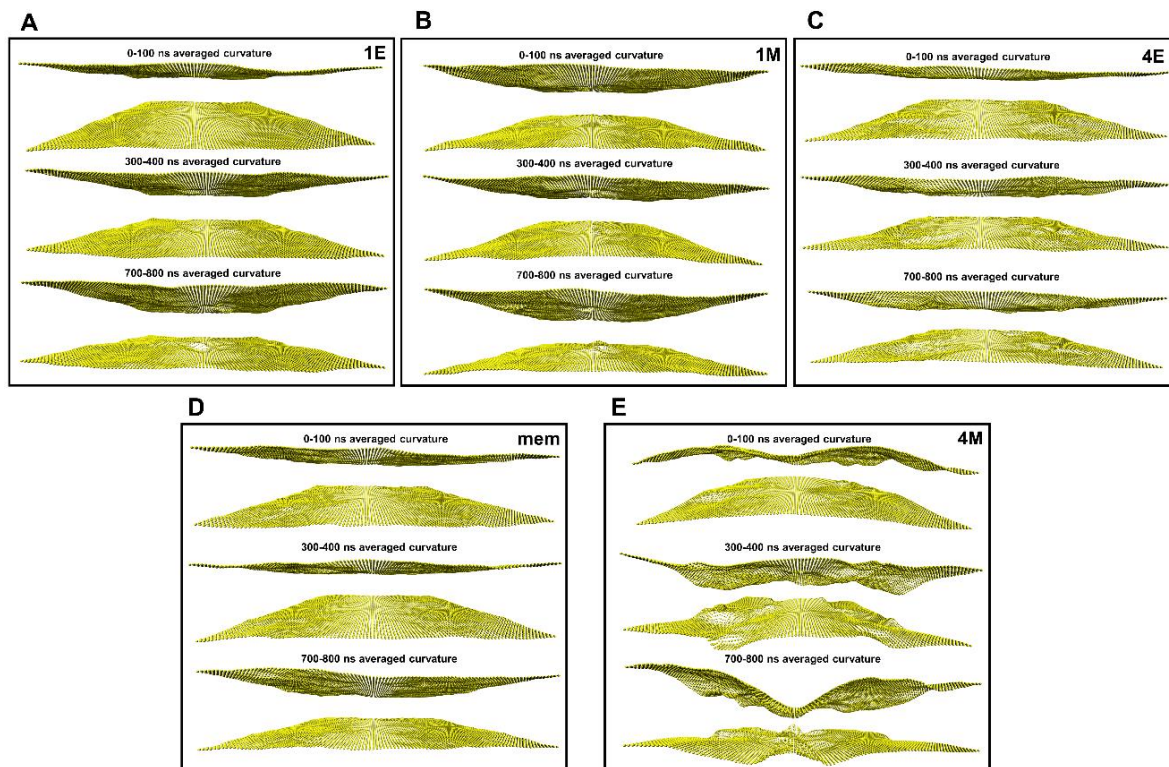 A
1E
0-100 ns averaged curvature
300-400 ns averaged curvature
700-800 ns averaged curvature
B
1M
0-100 ns averaged curvature
300-400 ns averaged curvature
700-800 ns averaged curvature
C
4E
0-100 ns averaged curvature
300-400 ns averaged curvature
700-800 ns averaged curvature
D
mem
0-100 ns averaged curvature
300-400 ns averaged curvature
700-800 ns averaged curvature
E
4M
0-100 ns averaged curvature
300-400 ns averaged curvature
700-800 ns averaged curvature